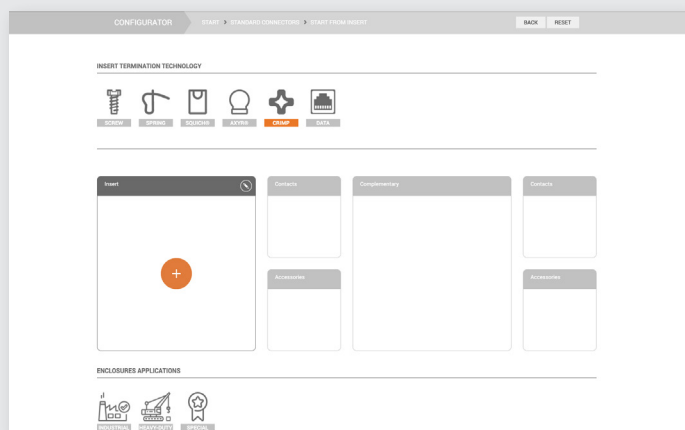 CONFIGURATOR START > STANDARD CONNECTORS > START FROM INSERT BACK RESET
INSERT TERMINATION TECHNOLOGY
SCREW SPRING SQUICH® AXYR® CRIMP DATA
Insert Contacts Complementary Contacts
Accessories Accessories
ENCLOSURES APPLICATIONS
INDUSTRIAL HEAVY-DUTY SPECIAL